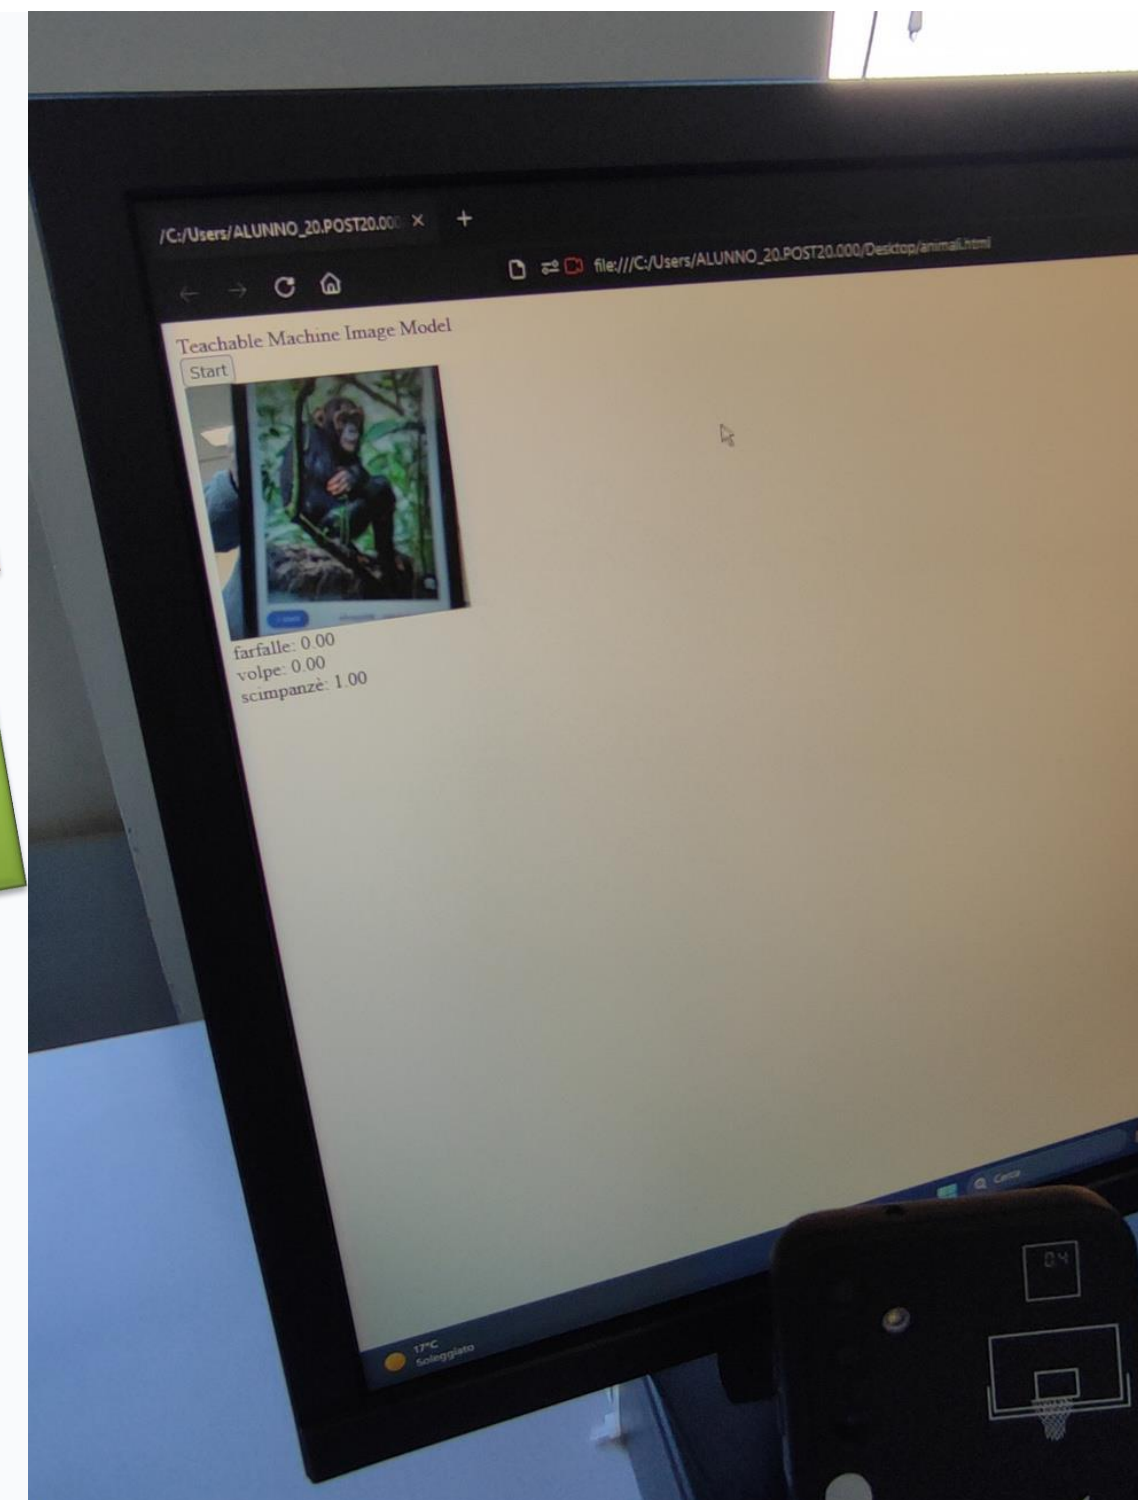 /C:/Users/ALUNNO_20.POST20.000
file:///C:/Users/ALUNNO_20.POST20.000/Desktop/animali.html
Teachable Machine Image Model
Start
farfalle: 0.00
volpe: 0.00
scimpanzè: 1.00
Cerca
17°C
Soleggiato
04